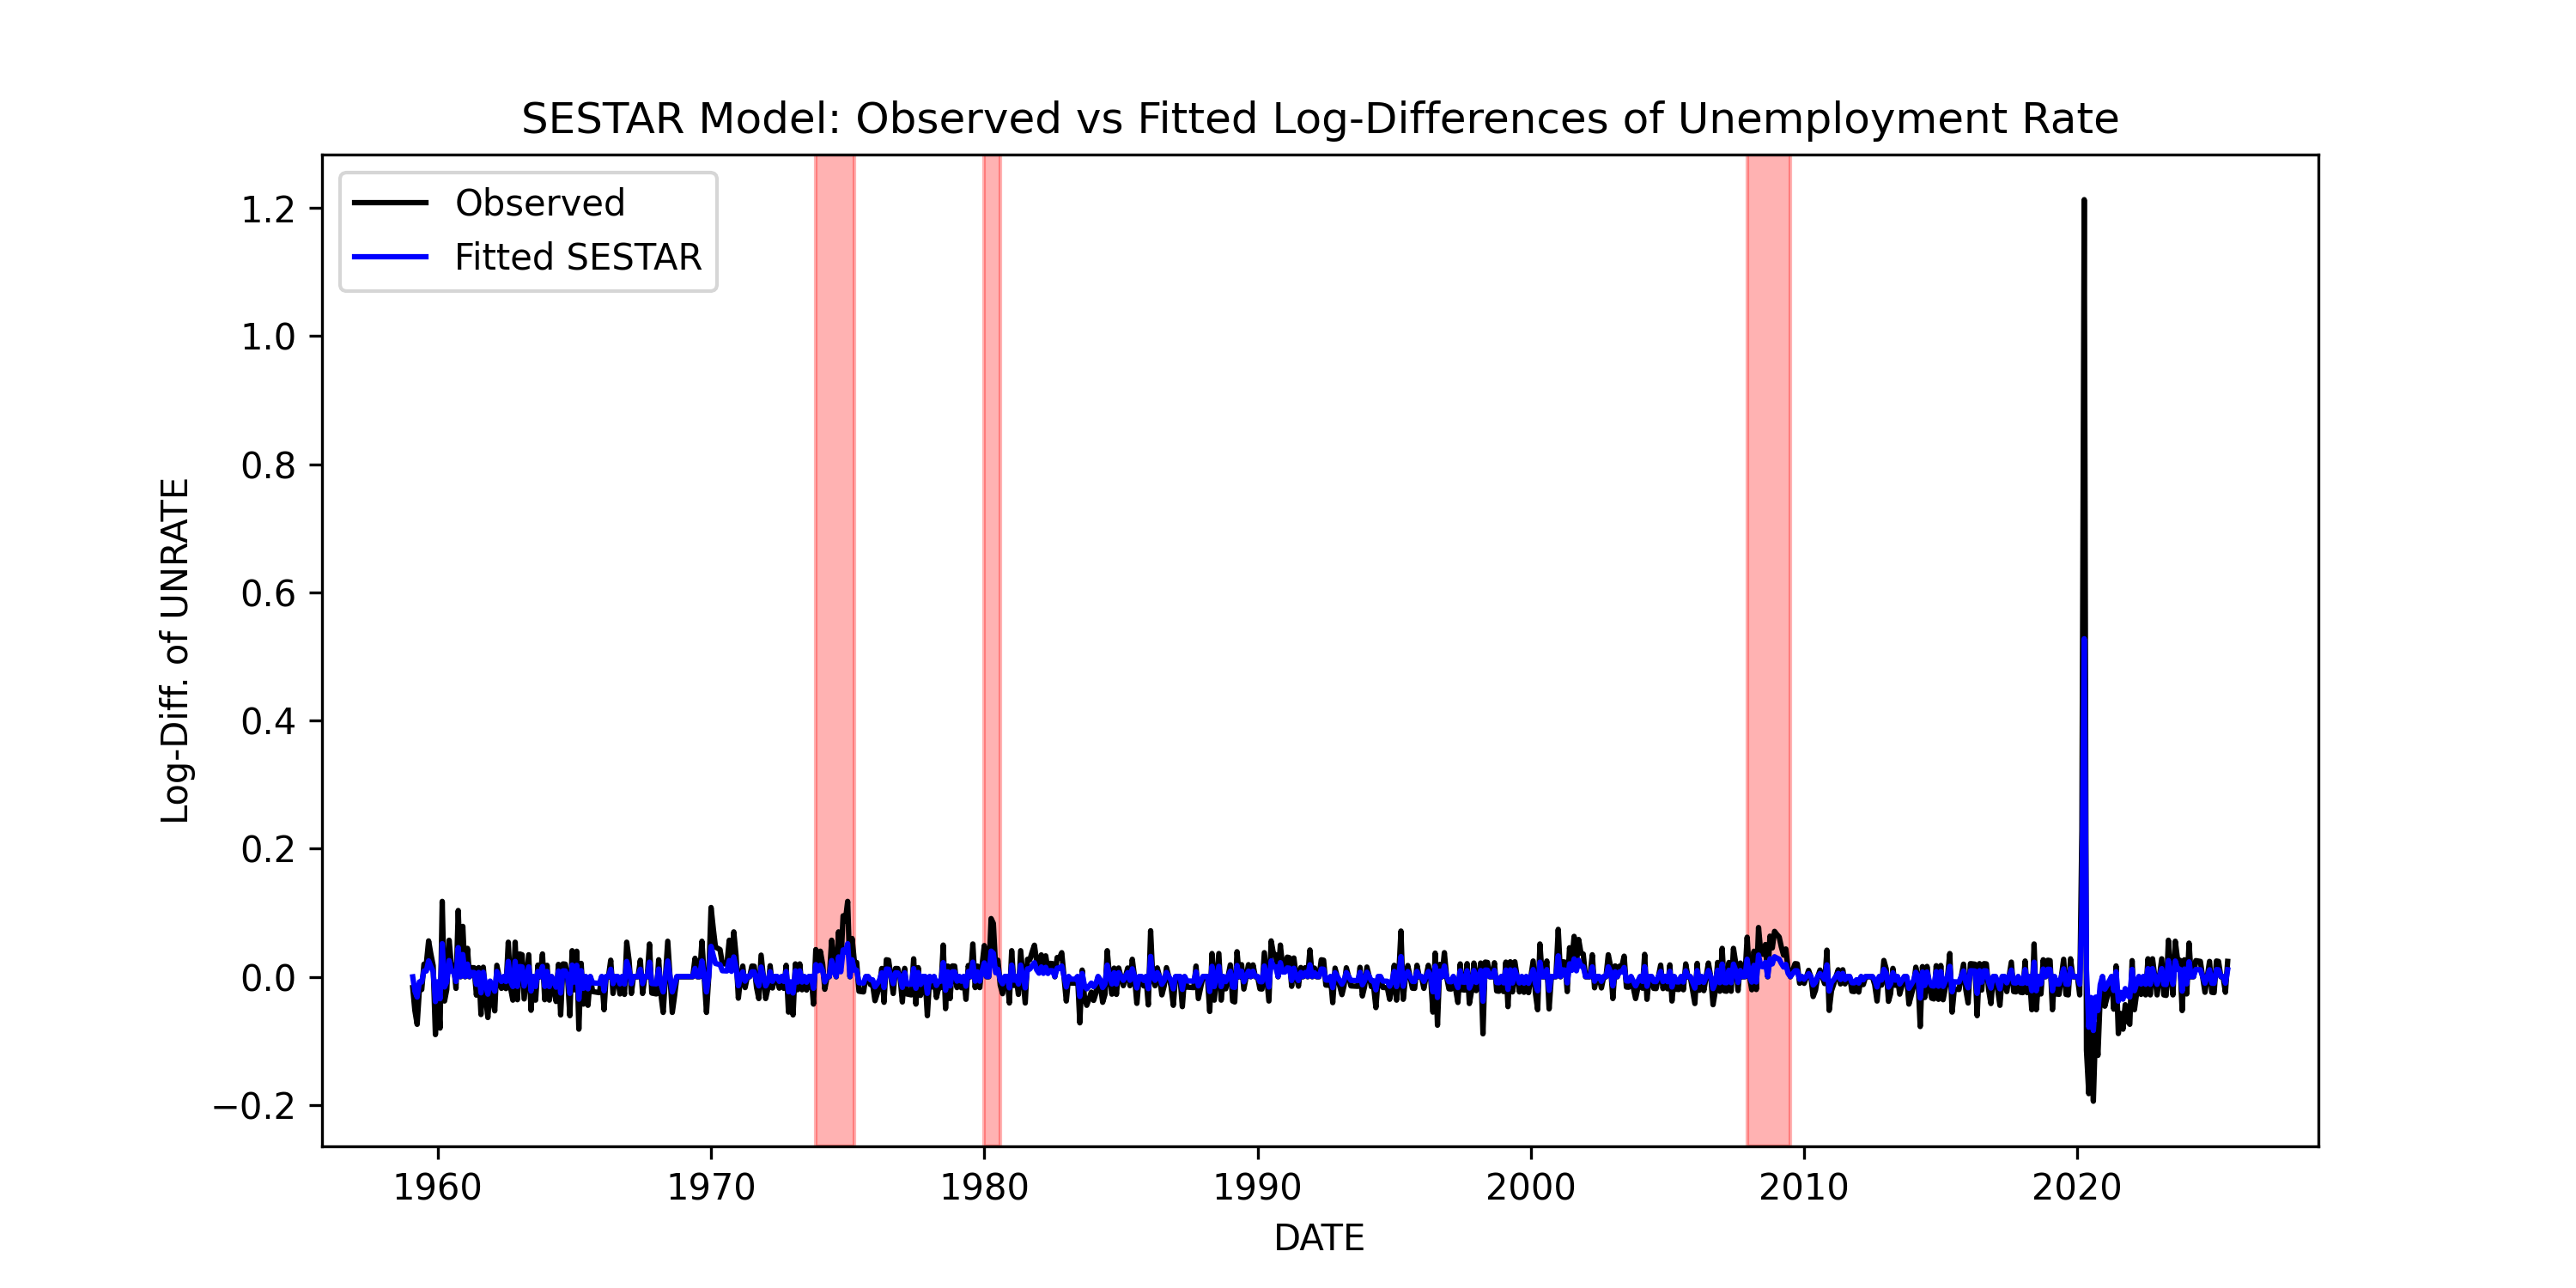 SESTAR Model: Observed vs Fitted Log-Differences of Unemployment Rate
Observed
Fitted SESTAR
1.2
1.0
0.8
0.6
0.4
0.2
0.0
−0.2
Log-Diff. of UNRATE
1960 1970 1980 1990 2000 2010 2020
DATE